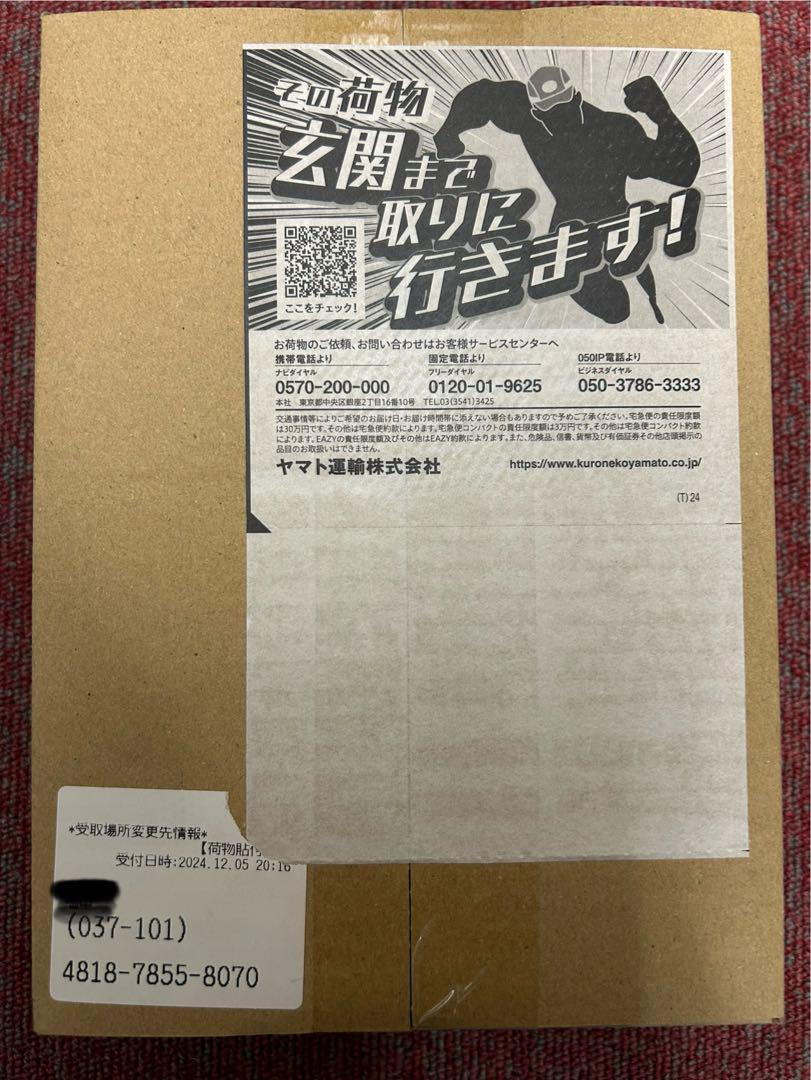 その荷物
玄関まで
取りに
行きます!
ここをチェック!
お荷物のご依頼、お問い合わせはお客様サービスセンターへ
携帯電話より 固定電話より 050IP電話より
ナビダイヤル フリーダイヤル ビジネスダイヤル
0570-200-000 0120-01-9625 050-3786-3333
本社 東京都中央区銀座2丁目16番10号 TEL.03(3541)3425
交通事情等によりご希望のお届け日・お届け時間帯に添えない場合もありますので予めご了承ください。宅急便の責任限度額
は30万円です。その他は宅急便約款によります。宅急便コンパクトの責任限度額は3万円です。その他は宅急便コンパクト約款
によります。EAZYの責任限度額及びその他はEAZY約款によります。また、危険品、信書、貨幣及び有価証券その他店頭掲示の
品目のお取扱いはできません。
ヤマト運輸株式会社 https://www.kuronekoyamato.co.jp/
(T)24
*受取場所変更先情報*
【荷物貼付
受付日時:2024.12.05 20:16
(037-101)
4818-7855-8070